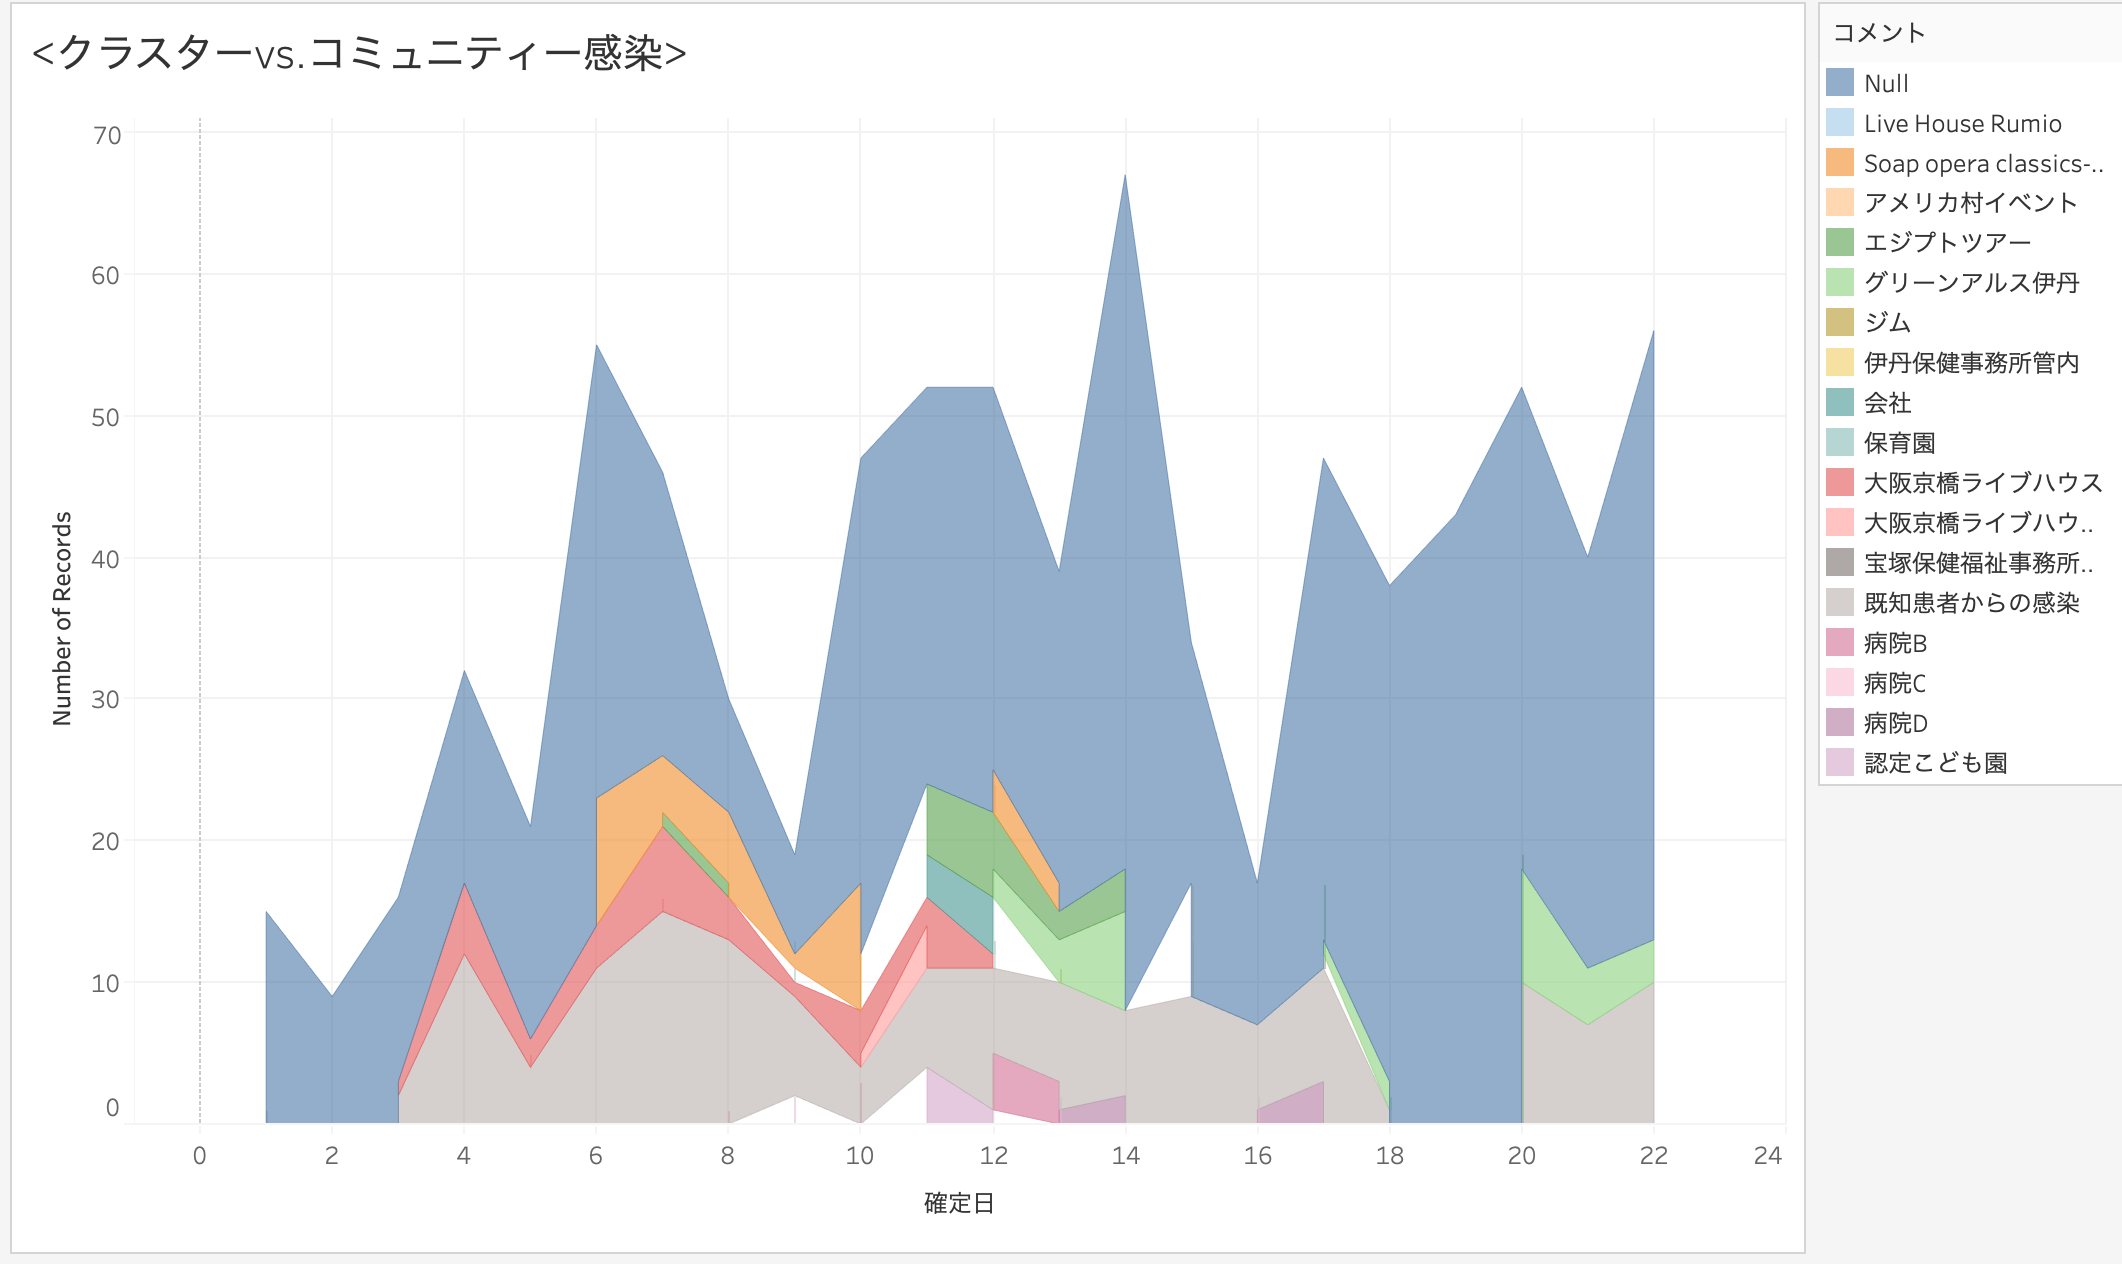 <クラスターvs.コミュニティー感染>
70
60
50
40
30
20
10
0
Number of Records
0 2 4 6 8 10 12 14 16 18 20 22 24
確定日
コメント
Null
Live House Rumio
Soap opera classics-..
アメリカ村イベント
エジプトツアー
グリーンアルス伊丹
ジム
伊丹保健事務所管内
会社
保育園
大阪京橋ライブハウス
大阪京橋ライブハウ..
宝塚保健福祉事務所..
既知患者からの感染
病院B
病院C
病院D
認定こども園